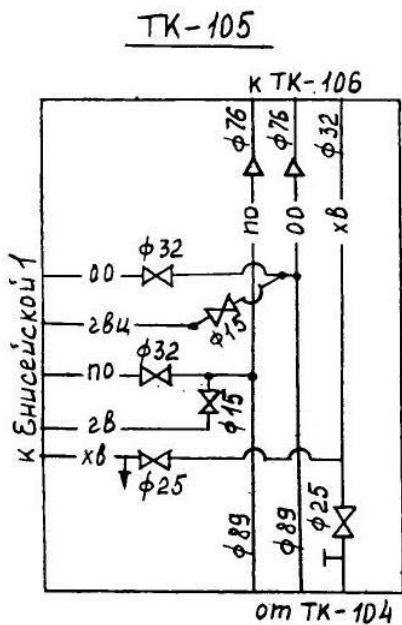 ТК-105
к ТК-106
ф76
ф76
ф32
по
оо
хв
ф32
оо
гвц
ф15
ф32
по
ф15
гв
хв
ф25
ф25
ф89
ф89
к Енисейской 1
от ТК-104